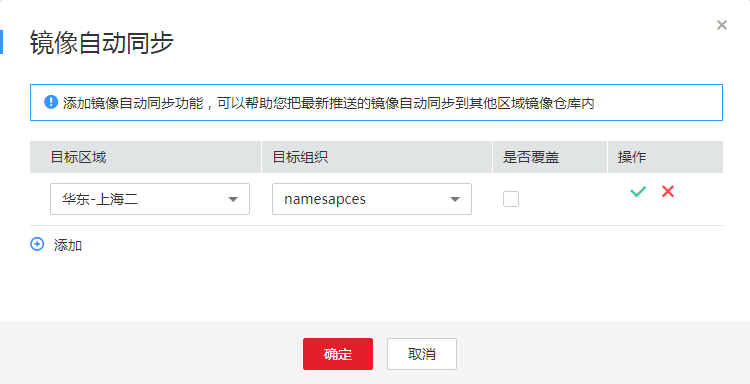 镜像自动同步
添加镜像自动同步功能，可以帮助您把最新推送的镜像自动同步到其他区域镜像仓库内
目标区域 目标组织 是否覆盖 操作
华东-上海二 namesapces
添加
确定 取消